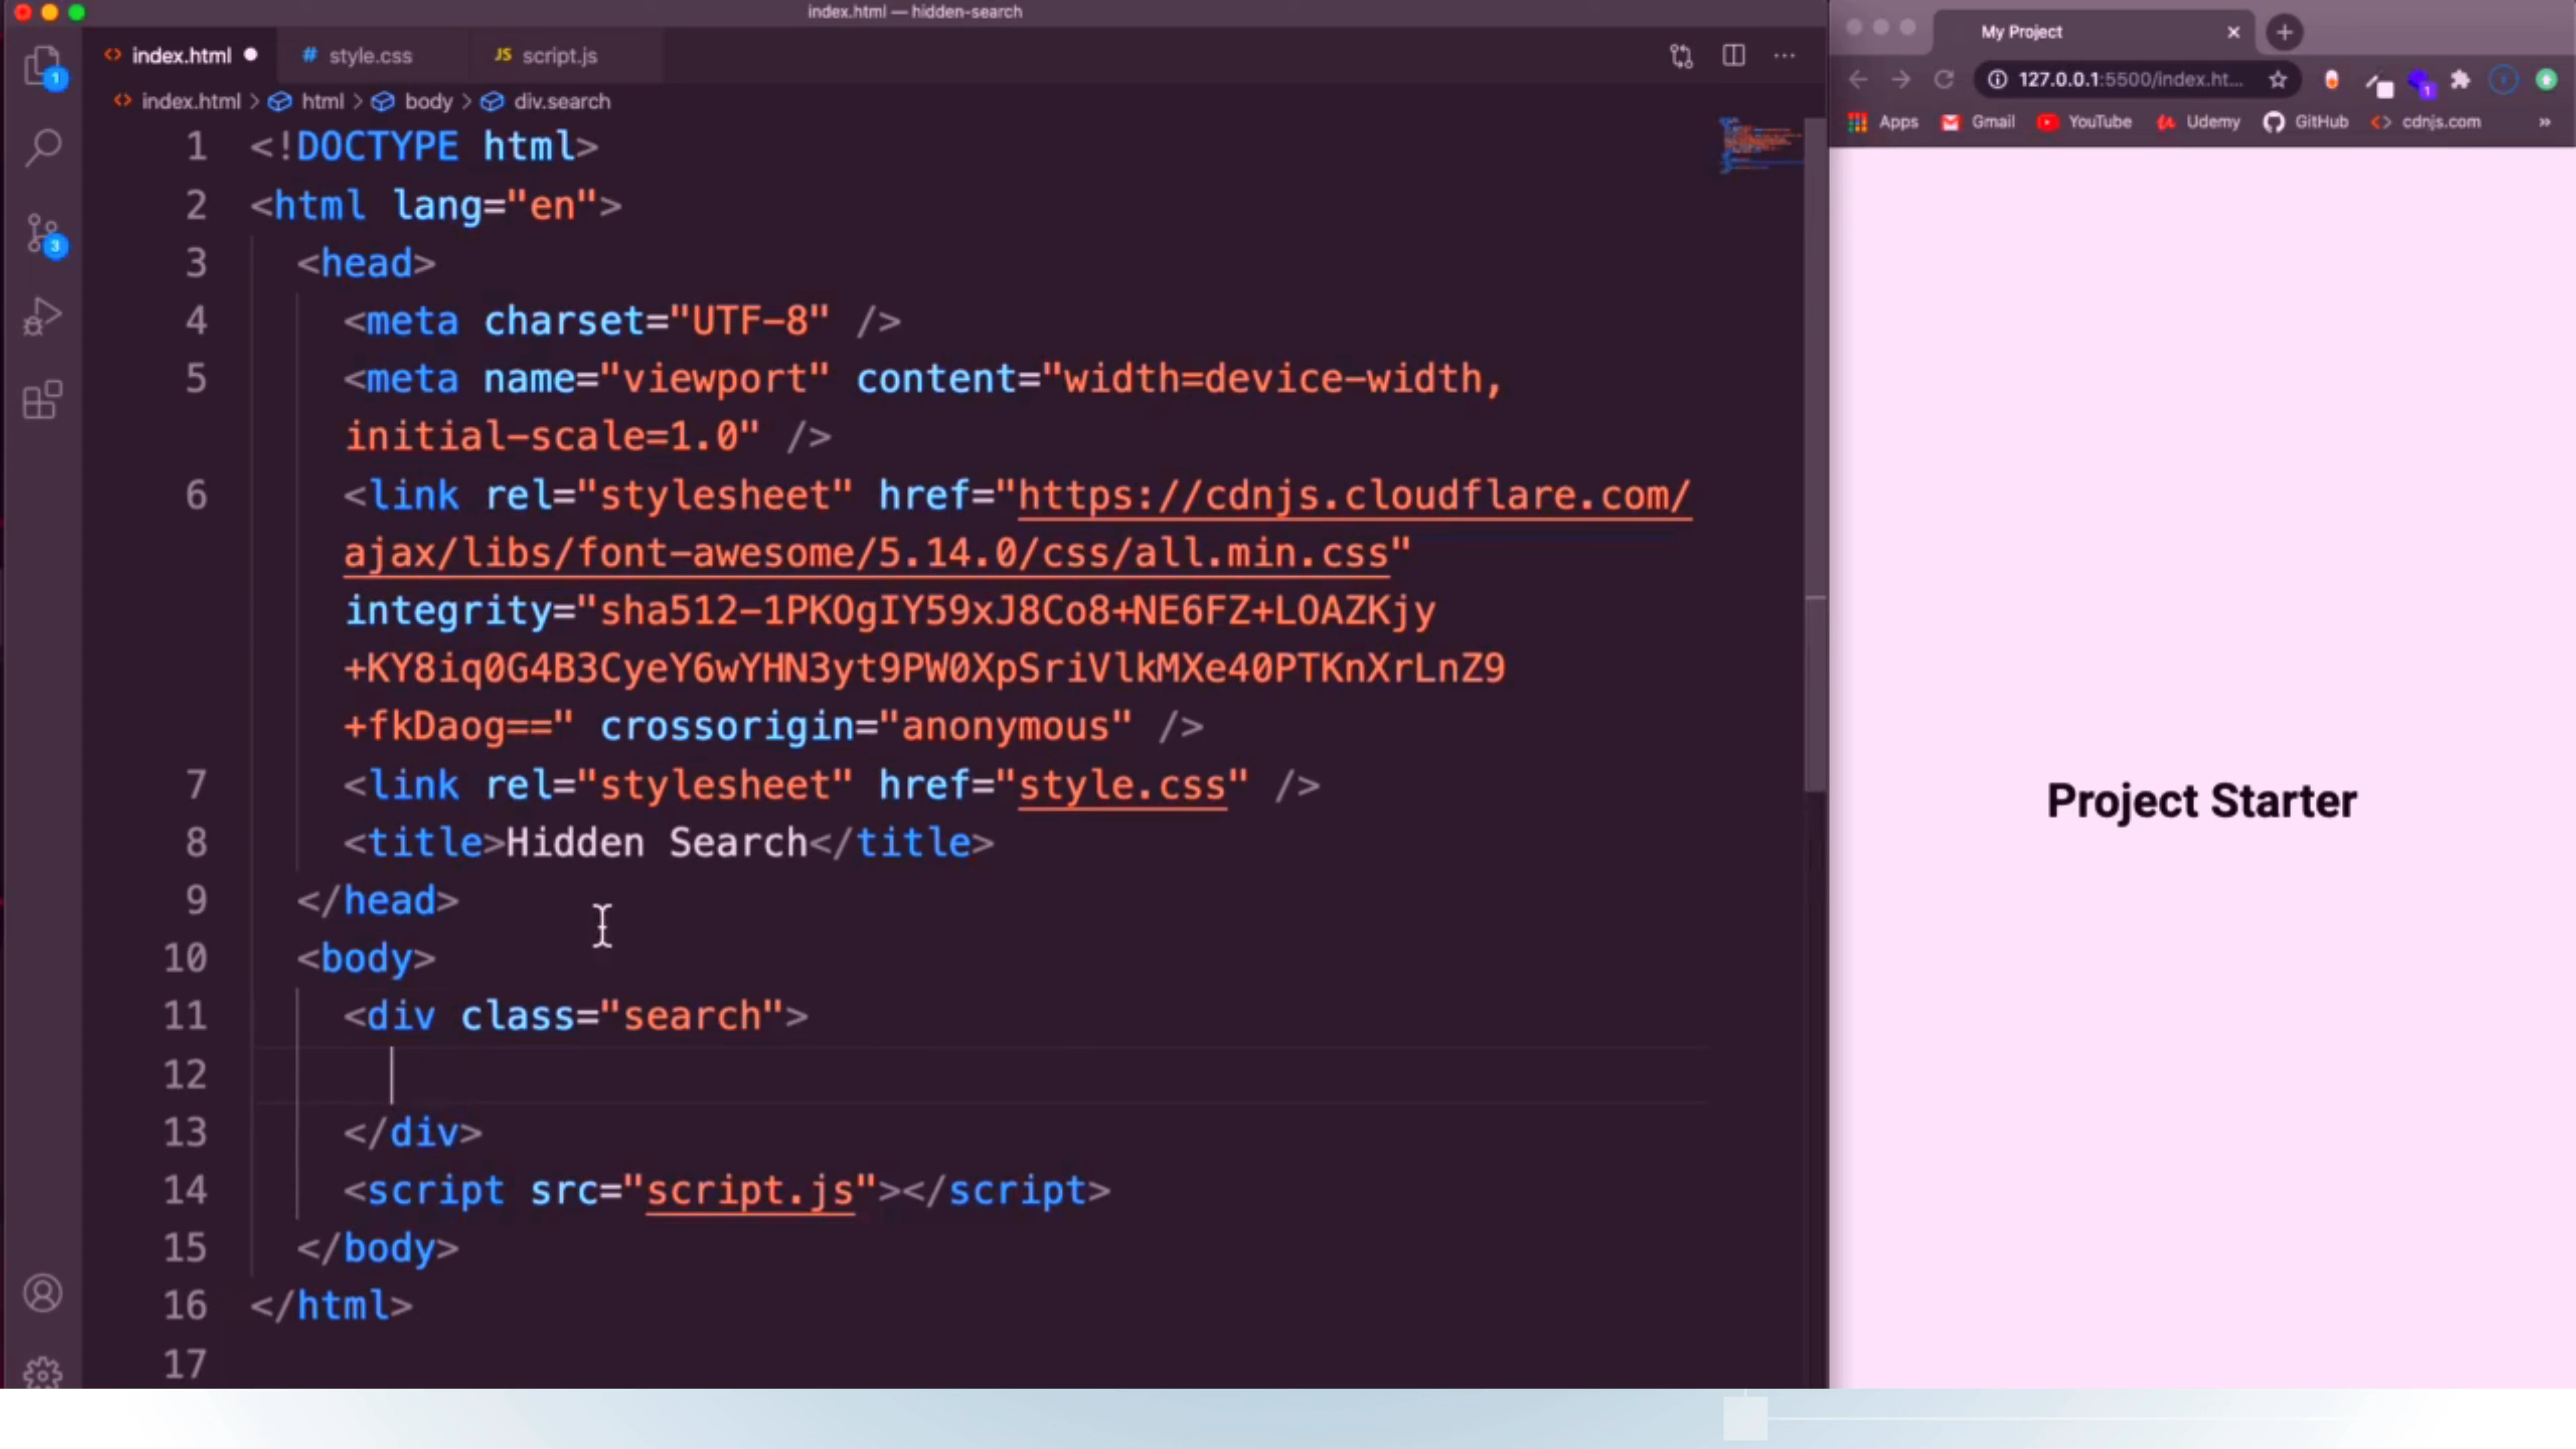 index.html — hidden-search
index.html
style.css
JS script.js
index.html > html > body > div.search
1 <!DOCTYPE html>
2 <html lang="en">
3 <head>
4 <meta charset="UTF-8" />
5 <meta name="viewport" content="width=device-width,
initial-scale=1.0" />
6 <link rel="stylesheet" href="https://cdnjs.cloudflare.com/
ajax/libs/font-awesome/5.14.0/css/all.min.css"
integrity="sha512-1PKOgIY59xJ8Co8+NE6FZ+LOAZKjy
+KY8iq0G4B3CyeY6wYHN3yt9PW0XpSriVlkMXe40PTKnXrLnZ9
+fkDaog==" crossorigin="anonymous" />
7 <link rel="stylesheet" href="style.css" />
8 <title>Hidden Search</title>
9 </head>
10 <body>
11 <div class="search">
12
13 </div>
14 <script src="script.js"></script>
15 </body>
16 </html>
17
1
3
My Project
127.0.0.1:5500/index.ht...
1
Apps Gmail YouTube Udemy GitHub cdnjs.com »
Project Starter